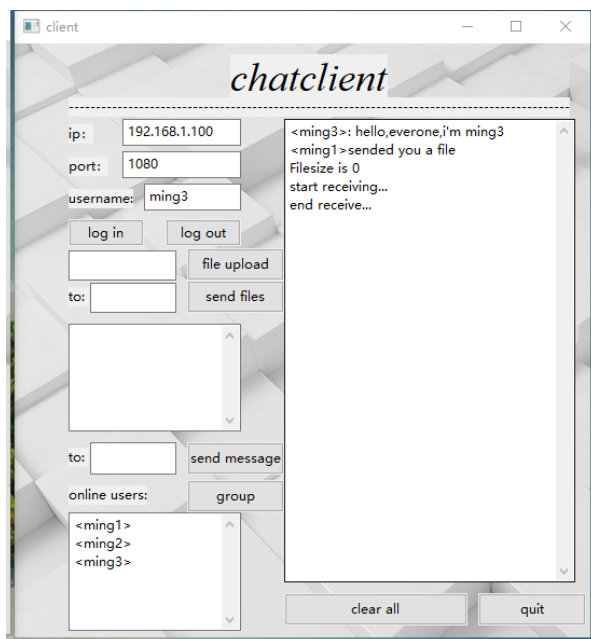 client
chatclient
ip: 192.168.1.100
port: 1080
username: ming3
log in log out
file upload
to: send files
to: send message
online users: group
<ming1>
<ming2>
<ming3>
<ming3>: hello,everone,i'm ming3
<ming1>sended you a file
Filesize is 0
start receiving...
end receive...
clear all quit